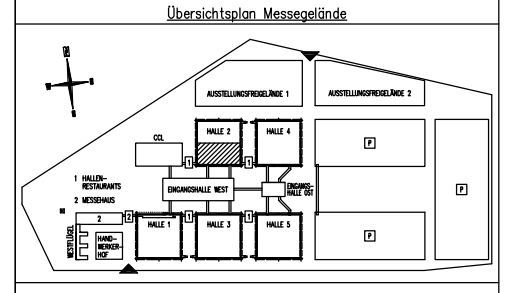 Übersichtsplan Messegelände
N
AUSSTELLUNGSFREIGELÄNDE 1
AUSSTELLUNGSFREIGELÄNDE 2
HALLE 2
HALLE 4
CCL
P
1
1
1 HALLEN-
RESTAURANTS
2 MESSEHAUS
EINGANGSHALLE WEST
EINGANGS-
HALLE OST
P
2
2
1
1
WESTFLÜGEL
HAND-
WERKER-
HOF
HALLE 1
HALLE 3
HALLE 5
P